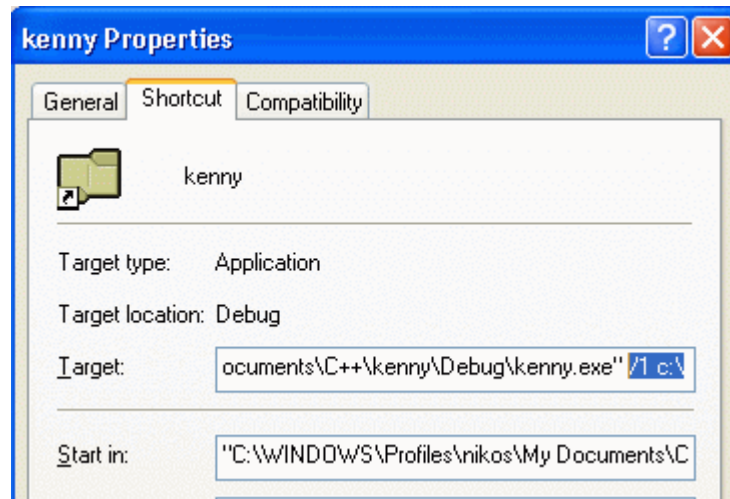 kenny Properties
General Shortcut Compatibility
kenny
Target type: Application
Target location: Debug
Target: ocuments\C++\kenny\Debug\kenny.exe" /1 c:\
Start in: "C:\WINDOWS\Profiles\nikos\My Documents\C